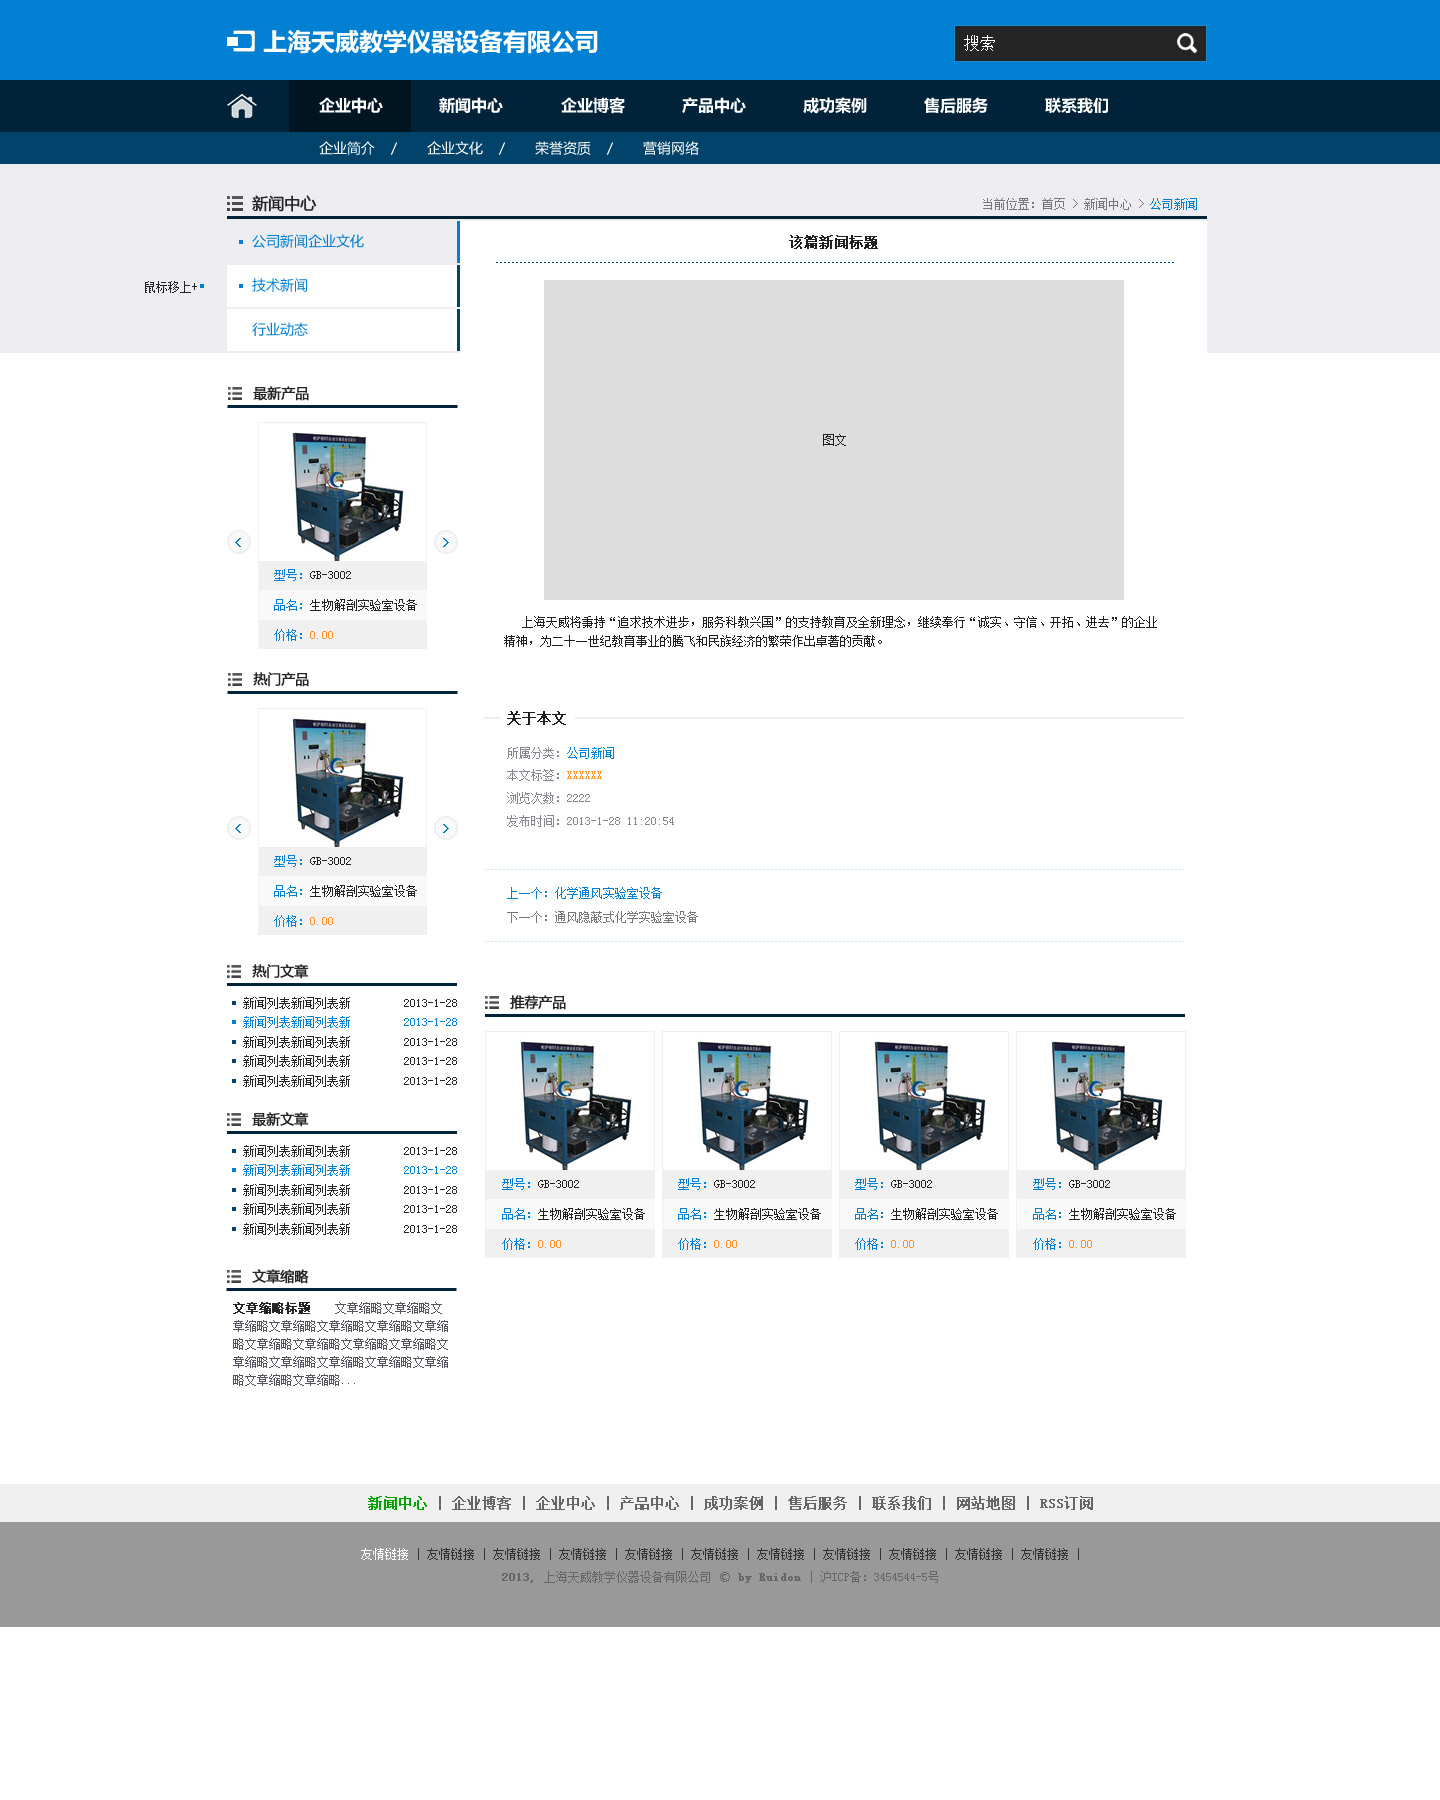 上海天威教学仪器设备有限公司
搜索
企业中心 新闻中心 企业博客 产品中心 成功案例 售后服务 联系我们
企业简介 / 企业文化 / 荣誉资质 / 营销网络
新闻中心
当前位置：首页 > 新闻中心 > 公司新闻
公司新闻企业文化
鼠标移上+
技术新闻
行业动态
该篇新闻标题
图文
上海天威将秉持“追求技术进步，服务科教兴国”的支持教育及全新理念，继续奉行“诚实、守信、开拓、进去”的企业
精神，为二十一世纪教育事业的腾飞和民族经济的繁荣作出卓著的贡献。
最新产品
型号：GB-3002
品名：生物解剖实验室设备
价格：0.00
热门产品
型号：GB-3002
品名：生物解剖实验室设备
价格：0.00
关于本文
所属分类：公司新闻
本文标签：XXXXXX
浏览次数：2222
发布时间：2013-1-28 11:20:54
上一个：化学通风实验室设备
下一个：通风隐蔽式化学实验室设备
热门文章
新闻列表新闻列表新 2013-1-28
新闻列表新闻列表新 2013-1-28
新闻列表新闻列表新 2013-1-28
新闻列表新闻列表新 2013-1-28
新闻列表新闻列表新 2013-1-28
最新文章
新闻列表新闻列表新 2013-1-28
新闻列表新闻列表新 2013-1-28
新闻列表新闻列表新 2013-1-28
新闻列表新闻列表新 2013-1-28
新闻列表新闻列表新 2013-1-28
文章缩略
文章缩略标题 文章缩略文章缩略文
章缩略文章缩略文章缩略文章缩略文章缩
略文章缩略文章缩略文章缩略文章缩略文
章缩略文章缩略文章缩略文章缩略文章缩
略文章缩略文章缩略...
推荐产品
型号：GB-3002 型号：GB-3002 型号：GB-3002 型号：GB-3002
品名：生物解剖实验室设备 品名：生物解剖实验室设备 品名：生物解剖实验室设备 品名：生物解剖实验室设备
价格：0.00 价格：0.00 价格：0.00 价格：0.00
新闻中心 | 企业博客 | 企业中心 | 产品中心 | 成功案例 | 售后服务 | 联系我们 | 网站地图 | RSS订阅
友情链接 | 友情链接 | 友情链接 | 友情链接 | 友情链接 | 友情链接 | 友情链接 | 友情链接 | 友情链接 | 友情链接 | 友情链接 |
2013, 上海天威教学仪器设备有限公司 © by Ruidon | 沪ICP备：3454544-5号